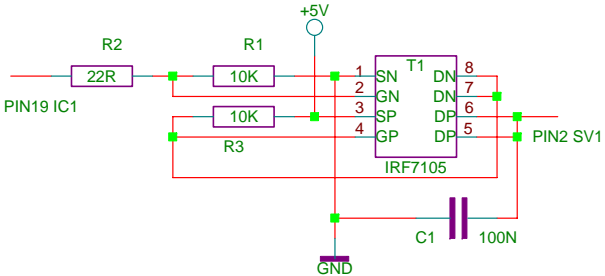 +5V
R2 R1 T1
22R 10K 1 SN DN 8
2 GN DN 7
PIN19 IC1 10K 3 SP DP 6
4 GP DP 5 PIN2 SV1
R3 IRF7105
C1 100N
GND